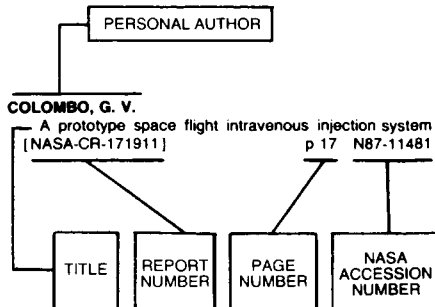 PERSONAL AUTHOR
COLOMBO, G. V.
A prototype space flight intravenous injection system
[NASA-CR-171911] p 17 N87-11481
TITLE
REPORT
NUMBER
PAGE
NUMBER
NASA
ACCESSION
NUMBER